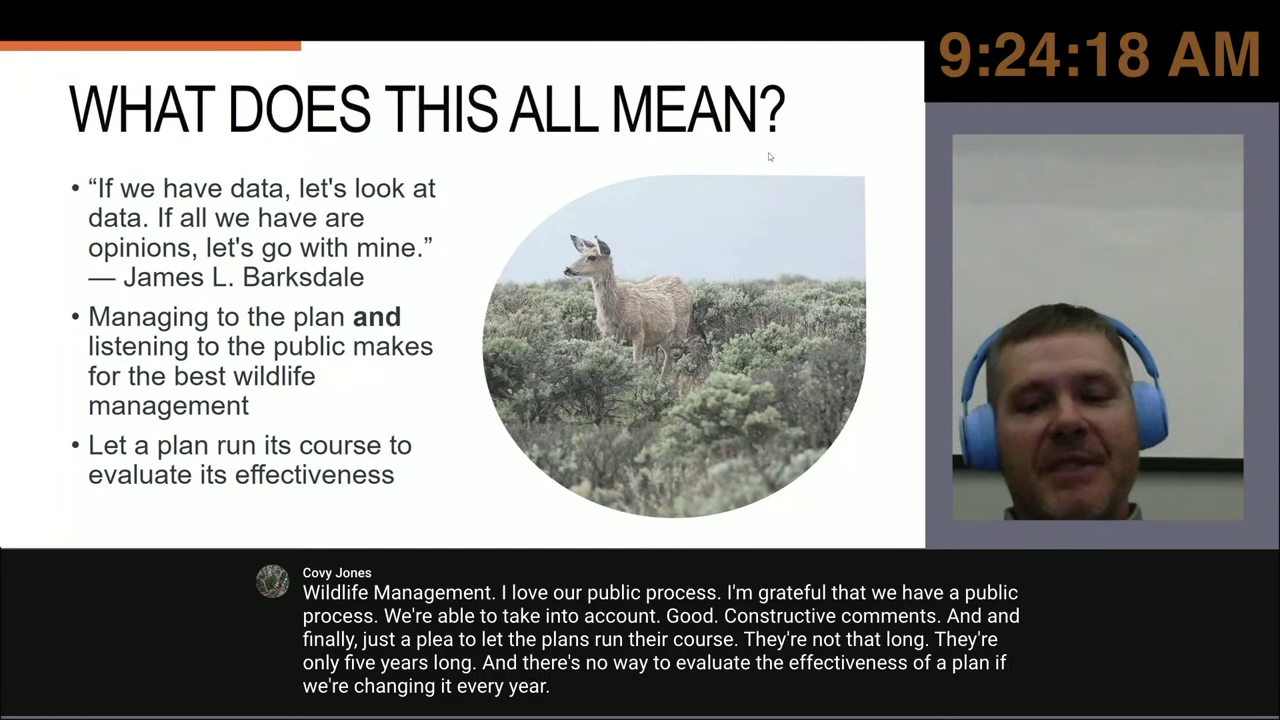 9:24:18 AM
WHAT DOES THIS ALL MEAN?
• “If we have data, let's look at
data. If all we have are
opinions, let's go with mine.”
— James L. Barksdale
• Managing to the plan and
listening to the public makes
for the best wildlife
management
• Let a plan run its course to
evaluate its effectiveness
Covy Jones
Wildlife Management. I love our public process. I'm grateful that we have a public
process. We're able to take into account. Good. Constructive comments. And and
finally, just a plea to let the plans run their course. They're not that long. They're
only five years long. And there's no way to evaluate the effectiveness of a plan if
we're changing it every year.